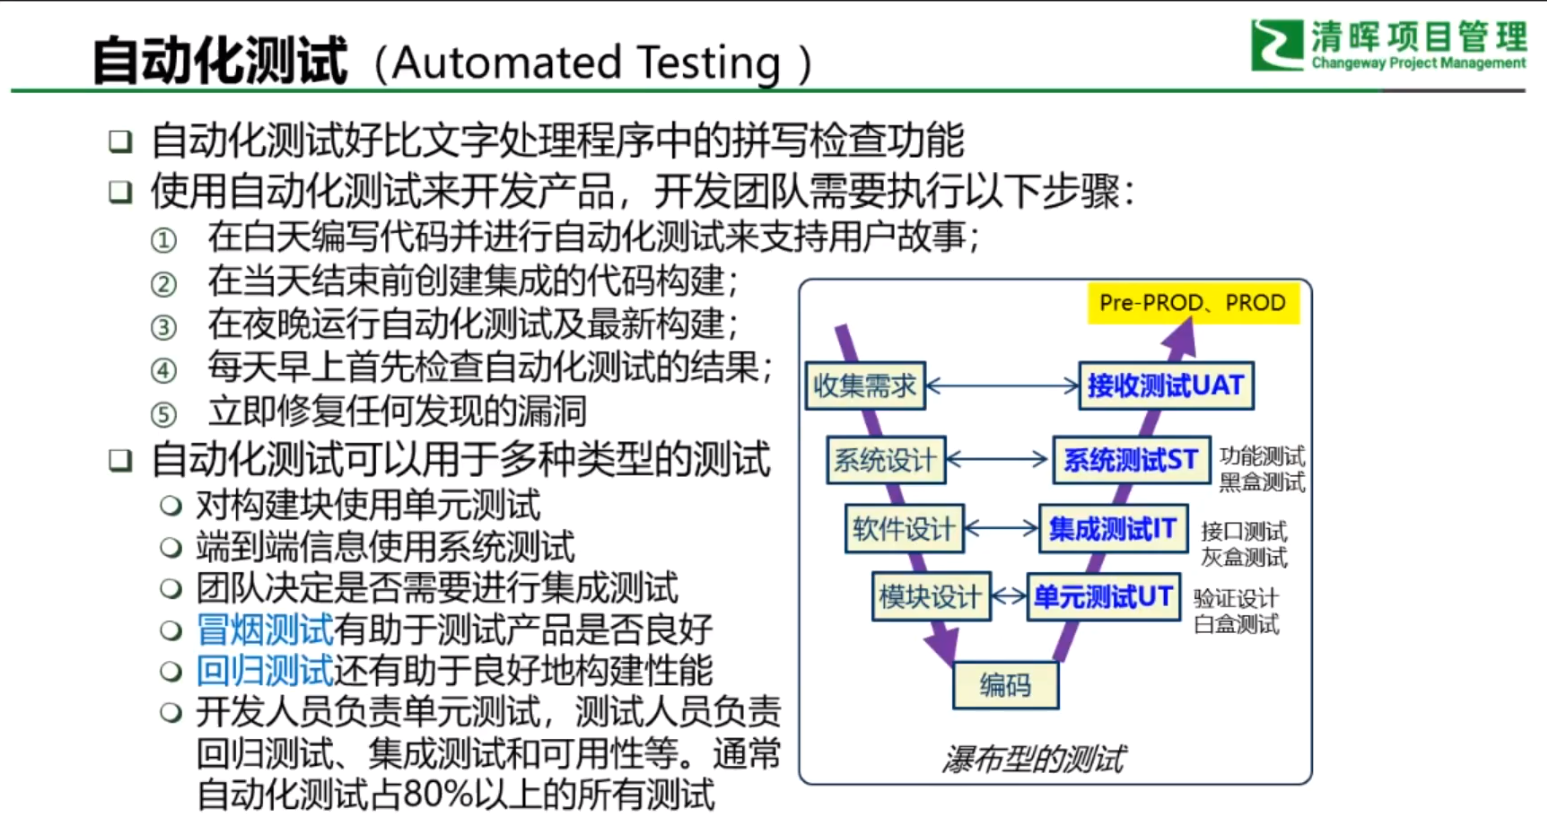 自动化测试（Automated Testing ）
清晖项目管理
Changeway Project Management
❑ 自动化测试好比文字处理程序中的拼写检查功能
❑ 使用自动化测试来开发产品，开发团队需要执行以下步骤：
① 在白天编写代码并进行自动化测试来支持用户故事；
② 在当天结束前创建集成的代码构建；
③ 在夜晚运行自动化测试及最新构建；
④ 每天早上首先检查自动化测试的结果；
⑤ 立即修复任何发现的漏洞
❑ 自动化测试可以用于多种类型的测试
❍ 对构建块使用单元测试
❍ 端到端信息使用系统测试
❍ 团队决定是否需要进行集成测试
❍ 冒烟测试有助于测试产品是否良好
❍ 回归测试还有助于良好地构建性能
❍ 开发人员负责单元测试，测试人员负责
回归测试、集成测试和可用性等。通常
自动化测试占80%以上的所有测试
Pre-PROD、PROD
收集需求
接收测试UAT
系统设计
系统测试ST
功能测试
黑盒测试
软件设计
集成测试IT
接口测试
灰盒测试
模块设计
单元测试UT
验证设计
白盒测试
编码
瀑布型的测试